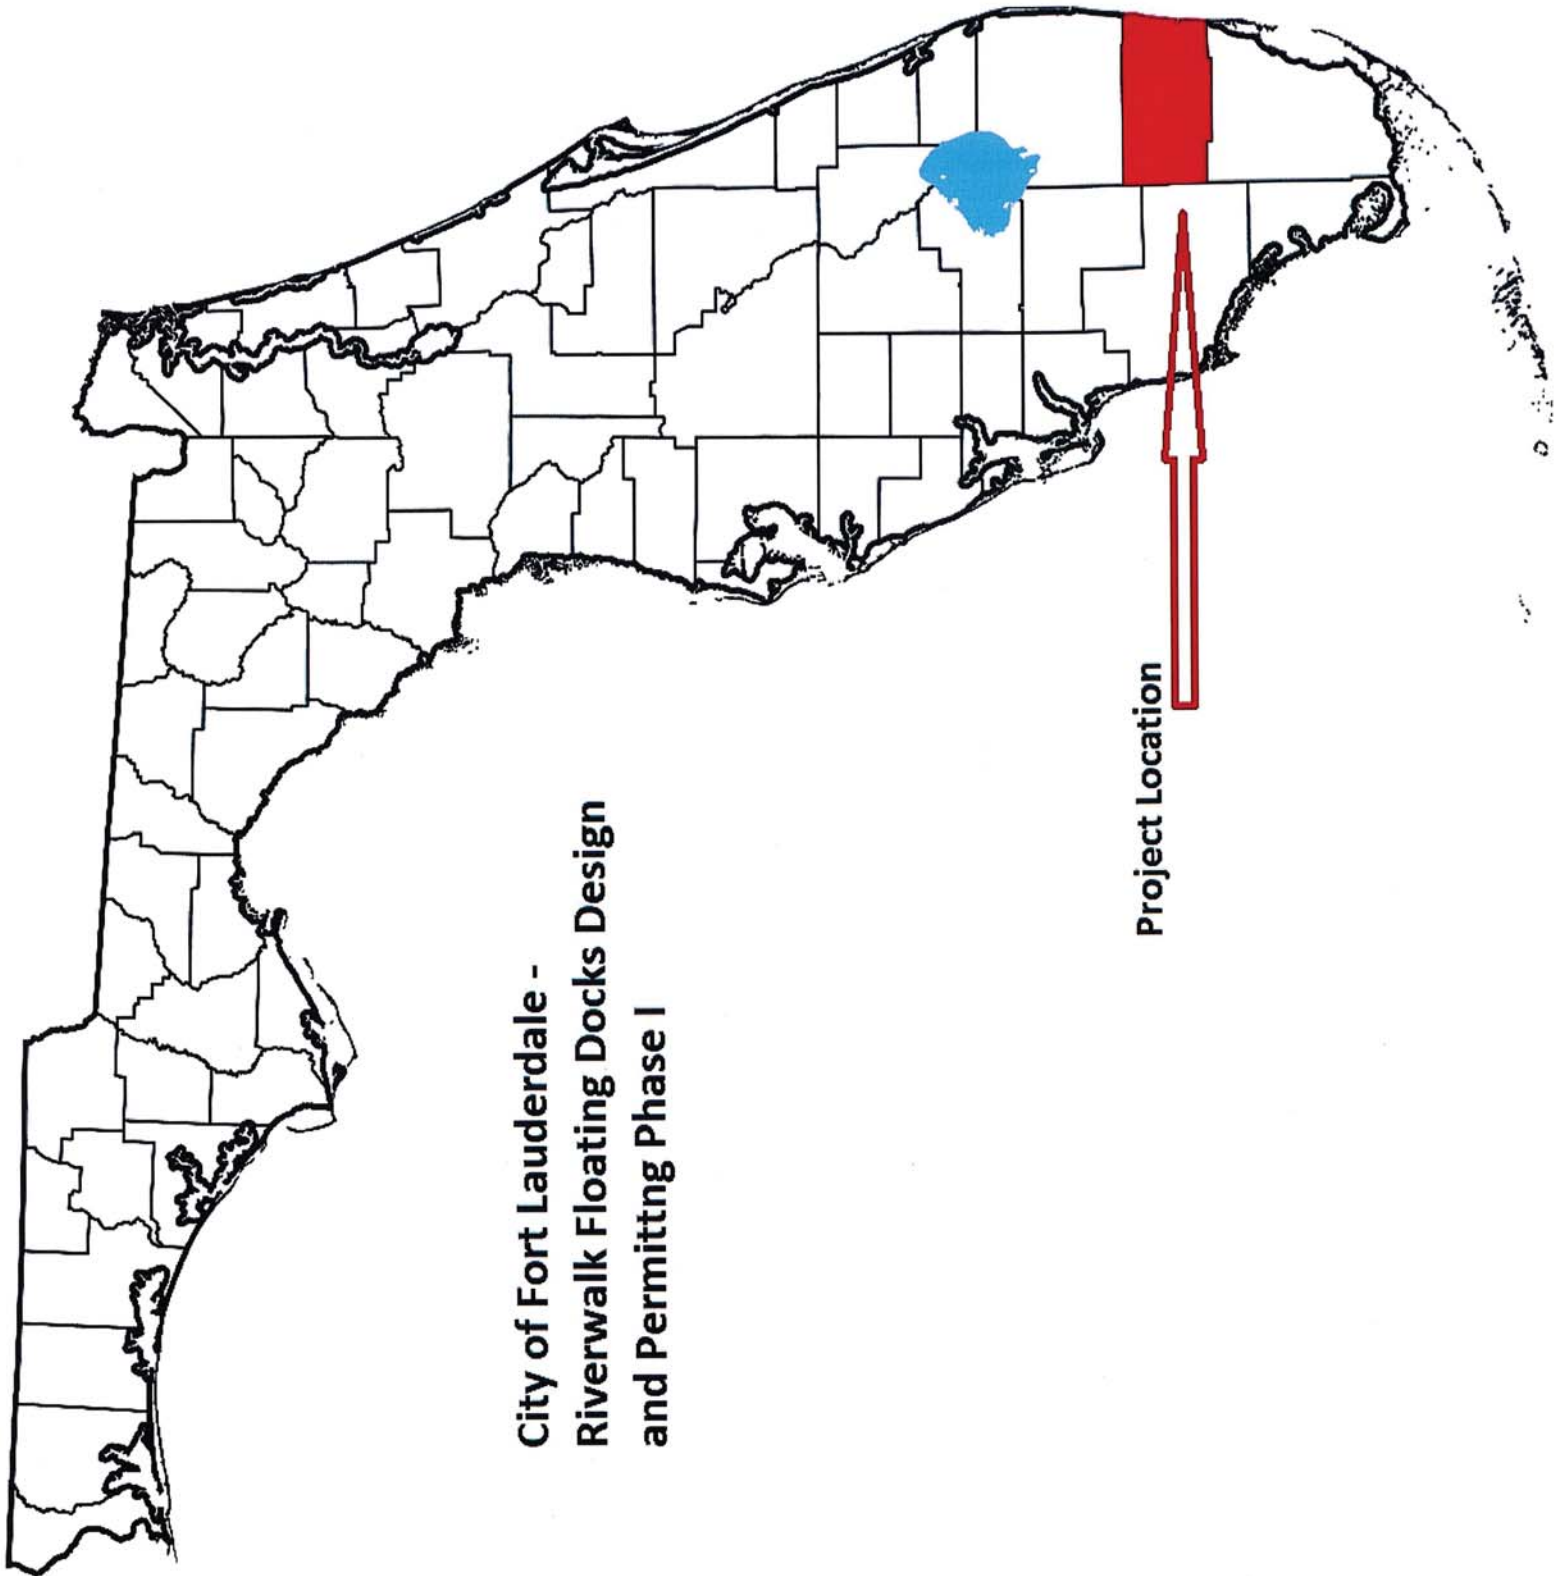 City of Fort Lauderdale -
Riverwalk Floating Docks Design
and Permittng Phase I
Project Location